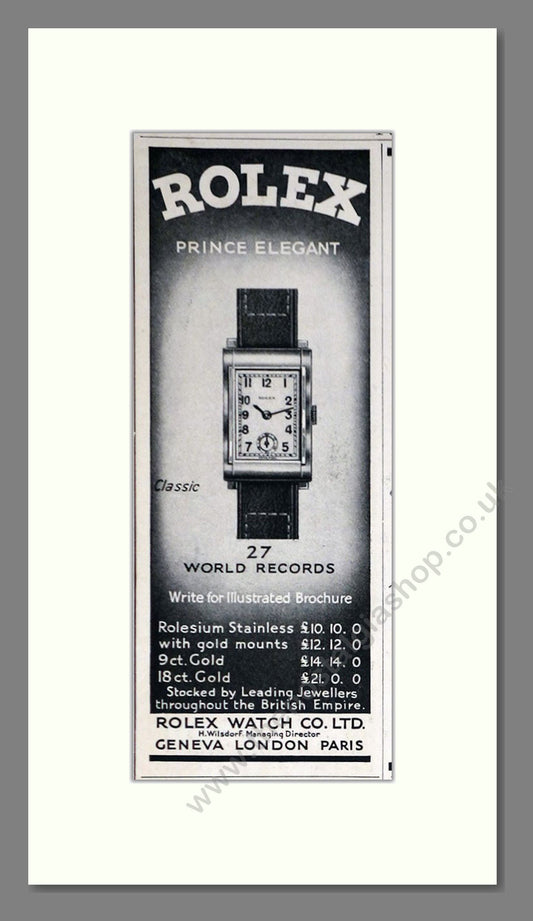 ROLEX
PRINCE ELEGANT
11 12 1
10 2
9 3
8 4
7 5
ROLEX
Classic
27
WORLD RECORDS
Write for Illustrated Brochure
Rolesium Stainless £10. 10. 0
with gold mounts £12. 12. 0
9ct. Gold £14. 14. 0
18ct. Gold £21. 0. 0
Stocked by Leading Jewellers
throughout the British Empire.
ROLEX WATCH CO. LTD.
H. Wilsdorf. Managing Director
GENEVA LONDON PARIS